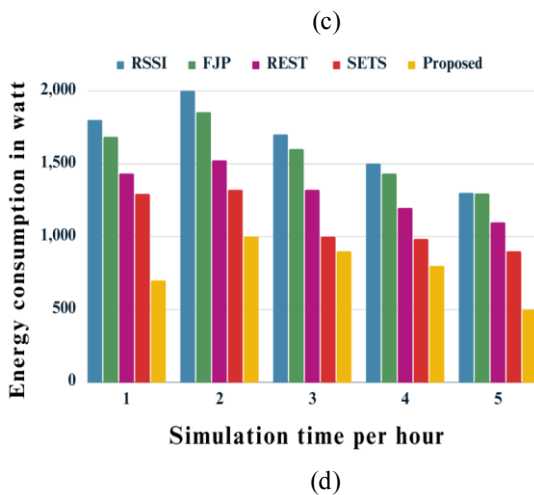 (c)
RSSI FJP REST SETS Proposed
Energy consumption in watt
2,000
1,500
1,000
500
0
1 2 3 4 5
Simulation time per hour
(d)